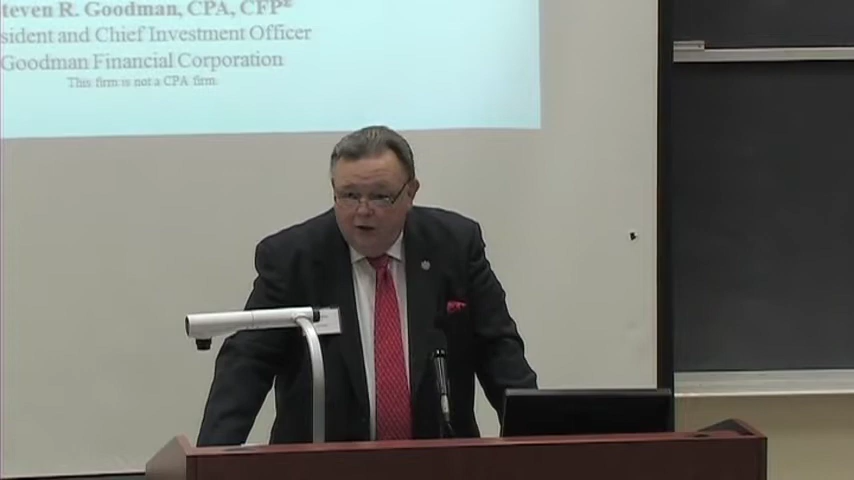 teven R. Goodman, CPA, CFP
sident and Chief Investment Officer
Goodman Financial Corporation
This firm is not a CPA firm.